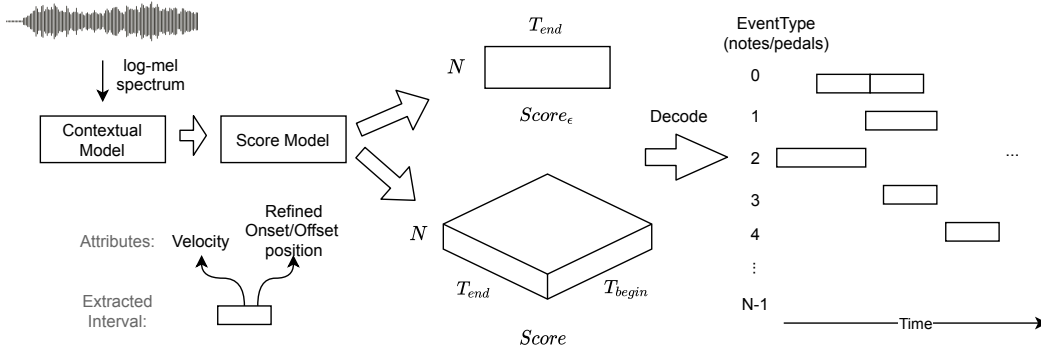 log-mel
spectrum
Contextual
Model
Score Model
T_end
N
Score_ϵ
N
T_end
T_begin
Score
Decode
EventType
(notes/pedals)
0
1
2
...
3
4
⋮
N-1
Time
Attributes:
Velocity
Refined
Onset/Offset
position
Extracted
Interval: